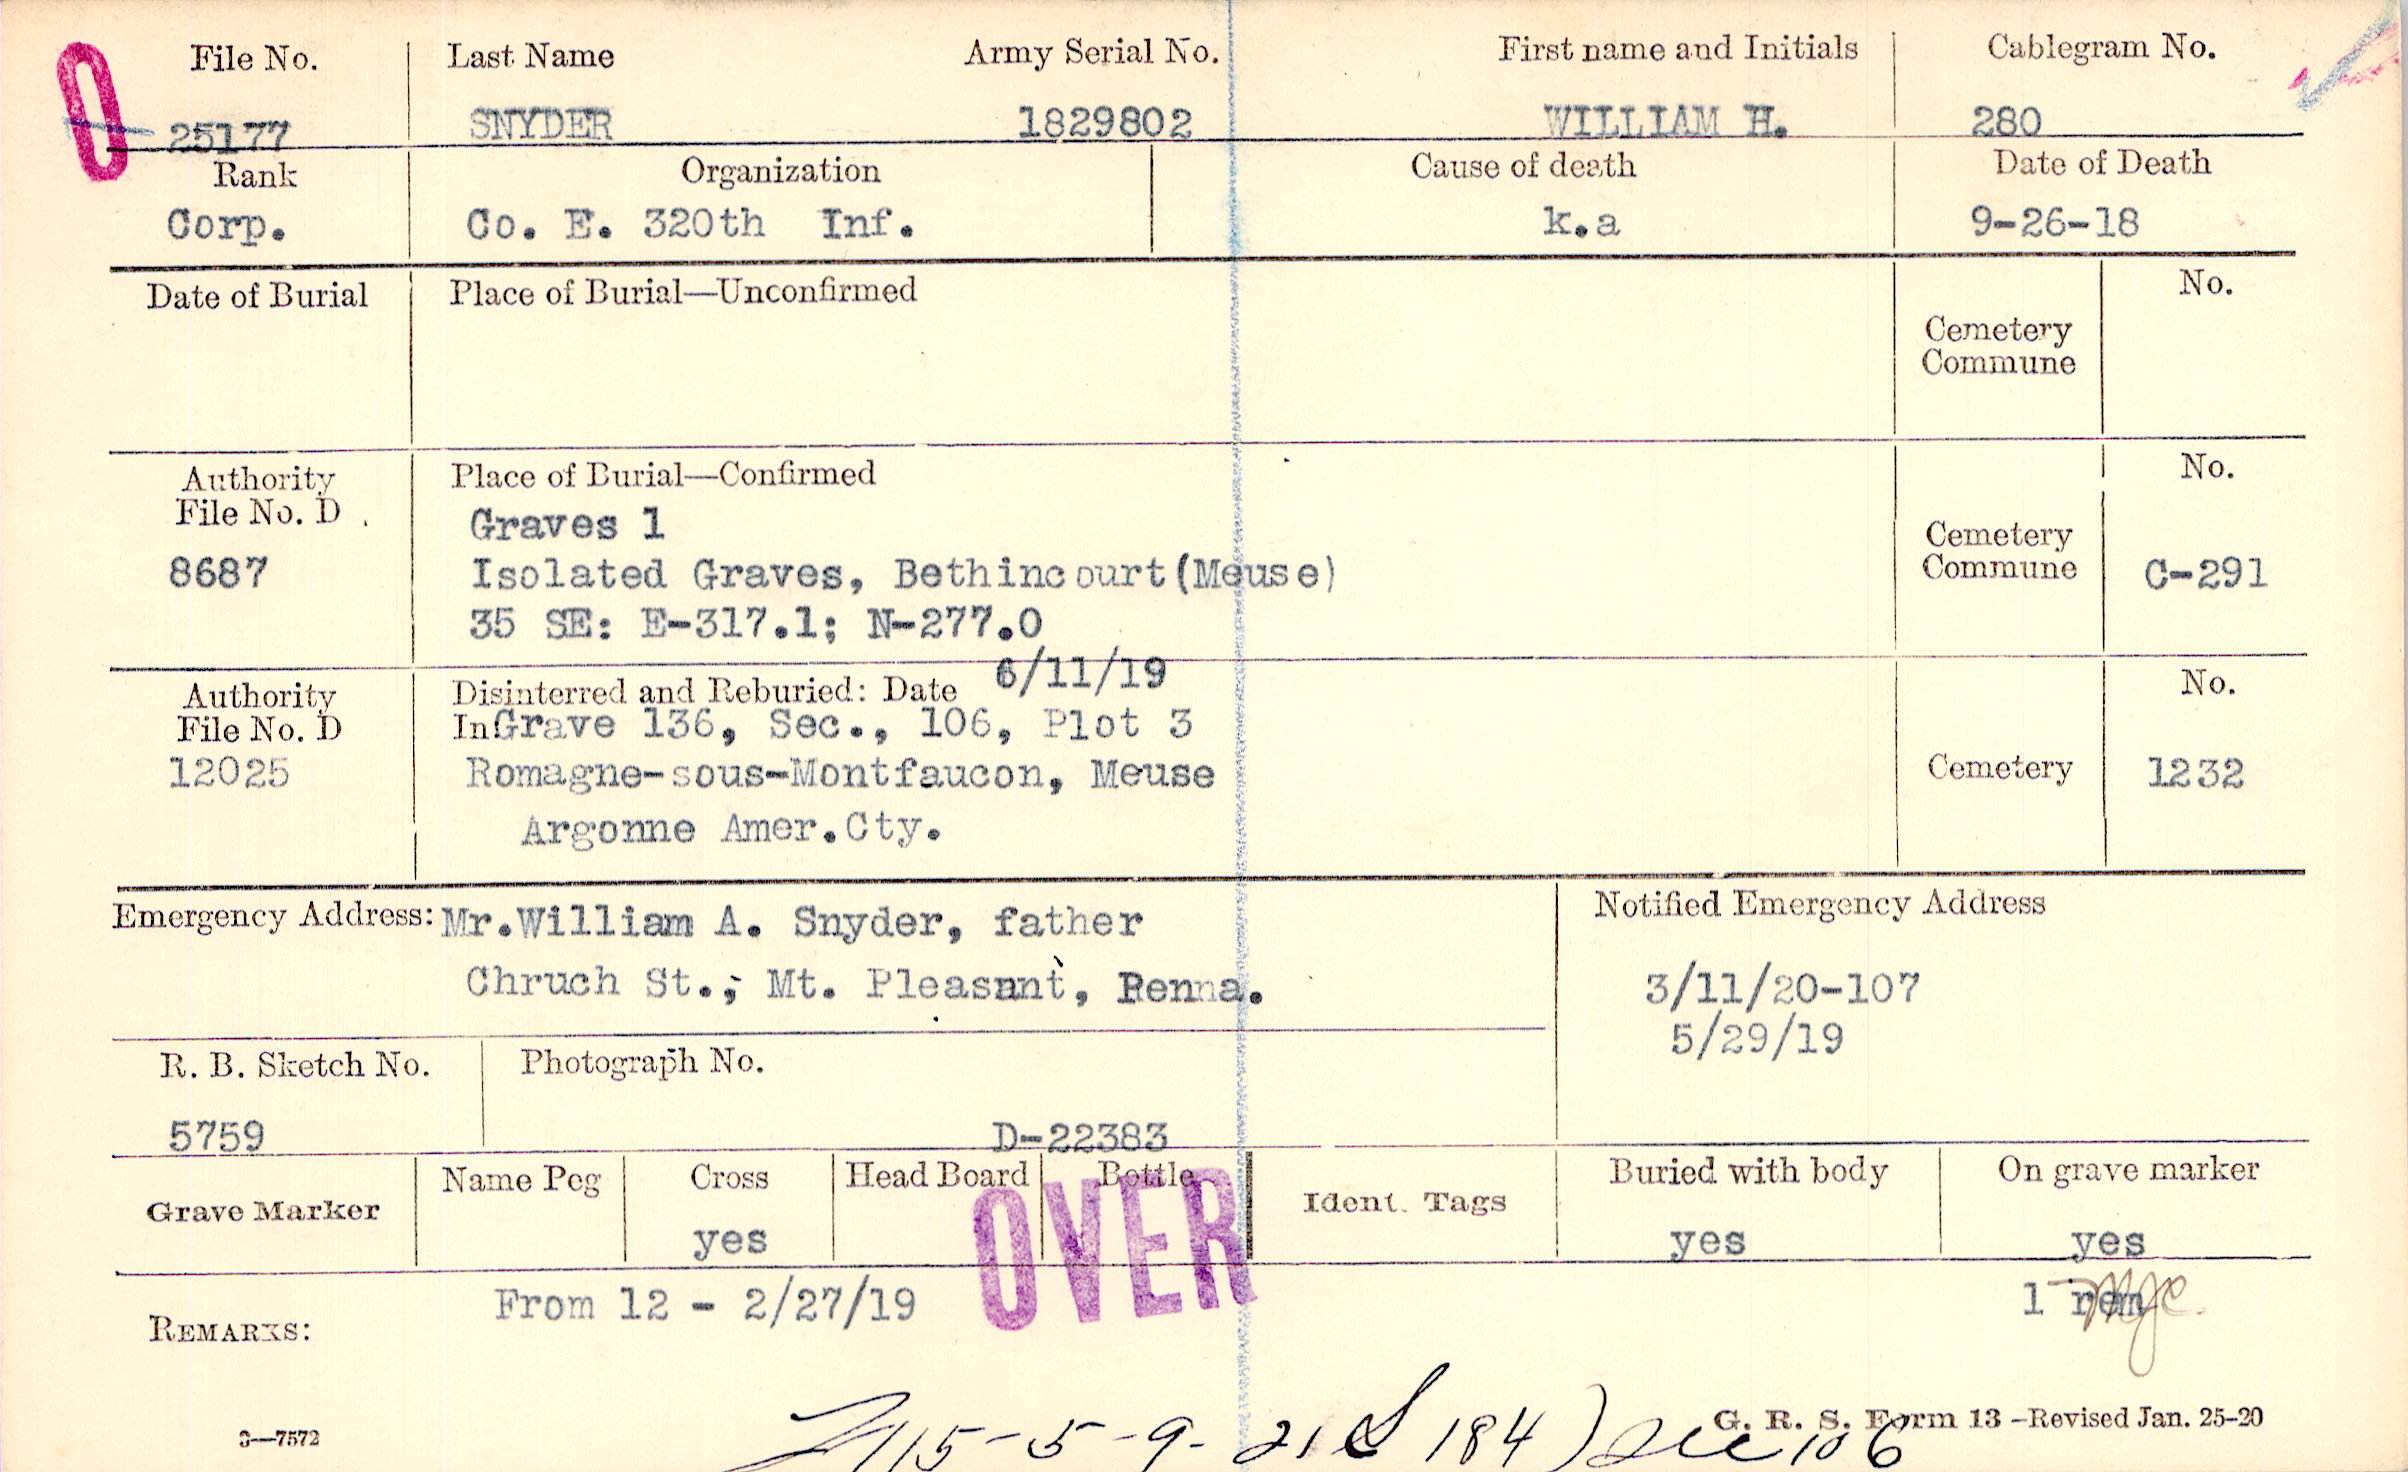 0
File No. Last Name Army Serial No. First name and Initials Cablegram No.
25177 SNYDER 1829802 WILLIAM H. 280
Rank Organization Cause of death Date of Death
Corp. Co. E. 320th Inf. k.a 9-26-18
Date of Burial Place of Burial—Unconfirmed No.
Cemetery
Commune
Authority Place of Burial—Confirmed No.
File No. D
Graves 1
Cemetery
Commune
8687 Isolated Graves, Bethincourt(Meuse) C-291
35 SE: E-317.1; N-277.0
Authority Disinterred and Reburied: Date 6/11/19 No.
File No. D In Grave 136, Sec., 106, Plot 3
12025 Romagne-sous-Montfaucon, Meuse Cemetery 1232
Argonne Amer.Cty.
Emergency Address: Mr.William A. Snyder, father Notified Emergency Address
Chruch St.; Mt. Pleasant, Penna. 3/11/20-107
5/29/19
R. B. Sketch No. Photograph No.
5759 D-22383
Grave Marker Name Peg Cross Head Board Bottle Ident. Tags Buried with body On grave marker
yes yes yes
OVER
REMARKS: From 12 - 2/27/19 1 rem
15-5-9-21 184) Sec 106
3—7572 G. R. S. Form 13 -Revised Jan. 25-20